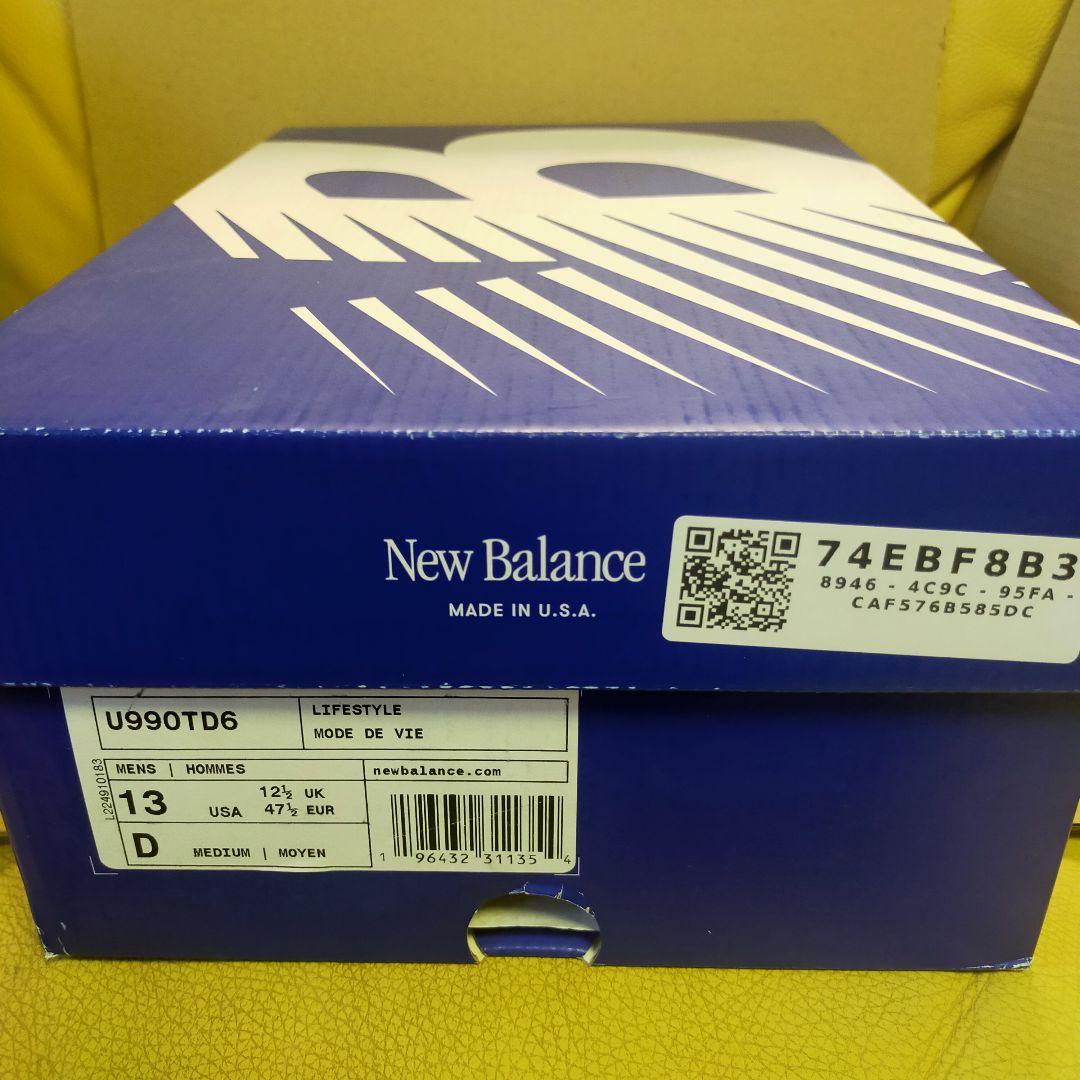 New Balance
MADE IN U.S.A.
74EBF8B3
8946 - 4C9C - 95FA -
CAF576B585DC
U990TD6
LIFESTYLE
MODE DE VIE
L224910183
MENS | HOMMES
13 USA
12½ UK
47½ EUR
D MEDIUM | MOYEN
newbalance.com
1 96432 31135 4